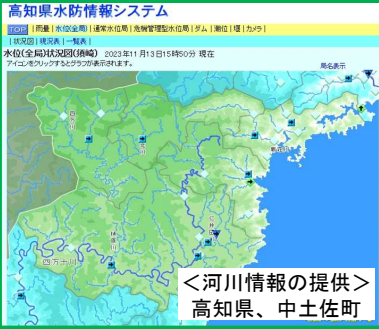 高知県水防情報システム
TOP | 雨量 | 水位(全局) | 通常水位局 | 危機管理型水位局 | ダム | 潮位 | 堰 | カメラ |
| 状況図 | 現況表 | 一覧表 |
水位(全局)状況図(須崎) 2023年11月13日15時50分 現在
アイコンをクリックするとグラフが表示されます。
局名表示
四万十川
<河川情報の提供>
高知県、中土佐町